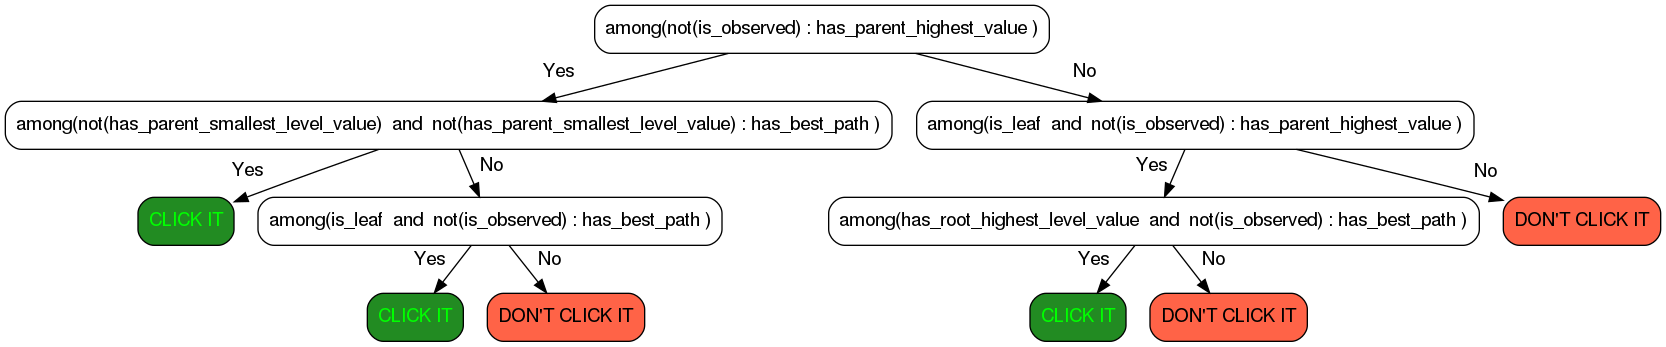 among(not(is_observed) : has_parent_highest_value )
Yes
No
among(not(has_parent_smallest_level_value)  and  not(has_parent_smallest_level_value) : has_best_path )
among(is_leaf  and  not(is_observed) : has_parent_highest_value )
Yes
No
Yes
No
CLICK IT
among(is_leaf  and  not(is_observed) : has_best_path )
among(has_root_highest_level_value  and  not(is_observed) : has_best_path )
DON'T CLICK IT
Yes
No
Yes
No
CLICK IT
DON'T CLICK IT
CLICK IT
DON'T CLICK IT